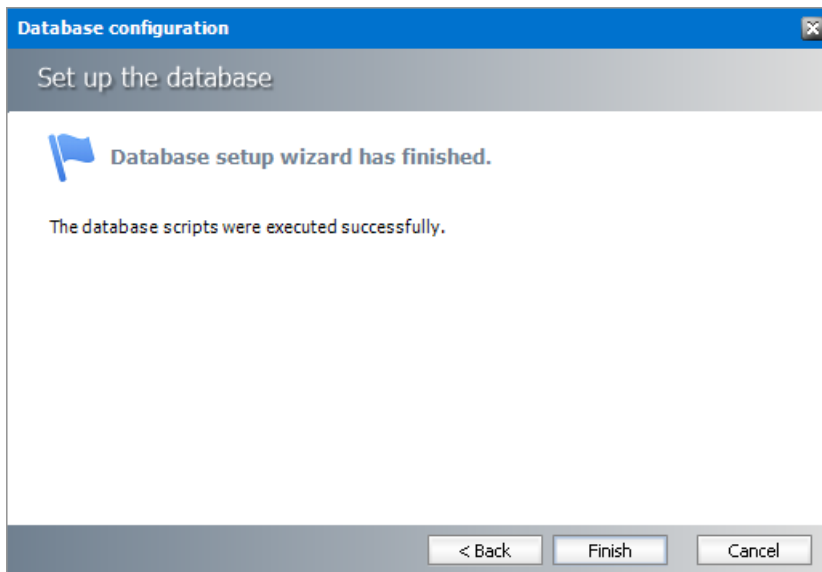 Database configuration
Set up the database
Database setup wizard has finished.
The database scripts were executed successfully.
< Back
Finish
Cancel